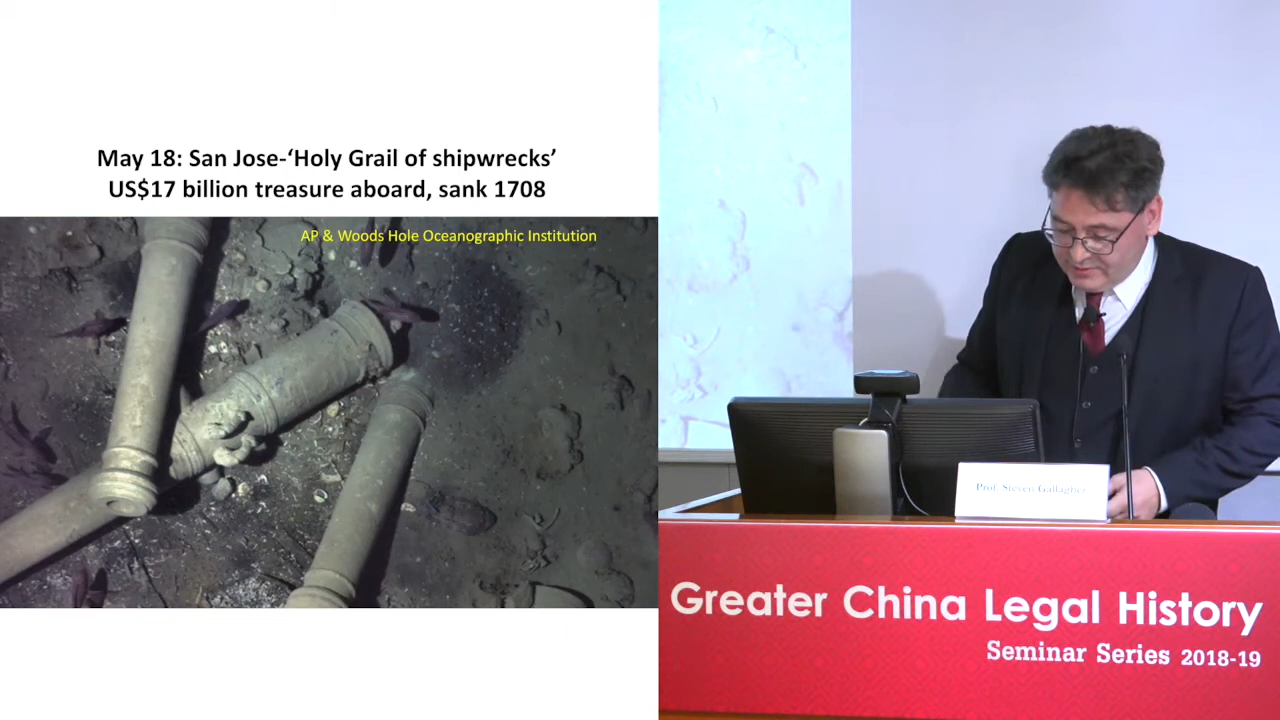 May 18: San Jose-‘Holy Grail of shipwrecks’
US$17 billion treasure aboard, sank 1708
AP & Woods Hole Oceanographic Institution
Prof. Steven Gallagher
Greater China Legal History
Seminar Series 2018-19